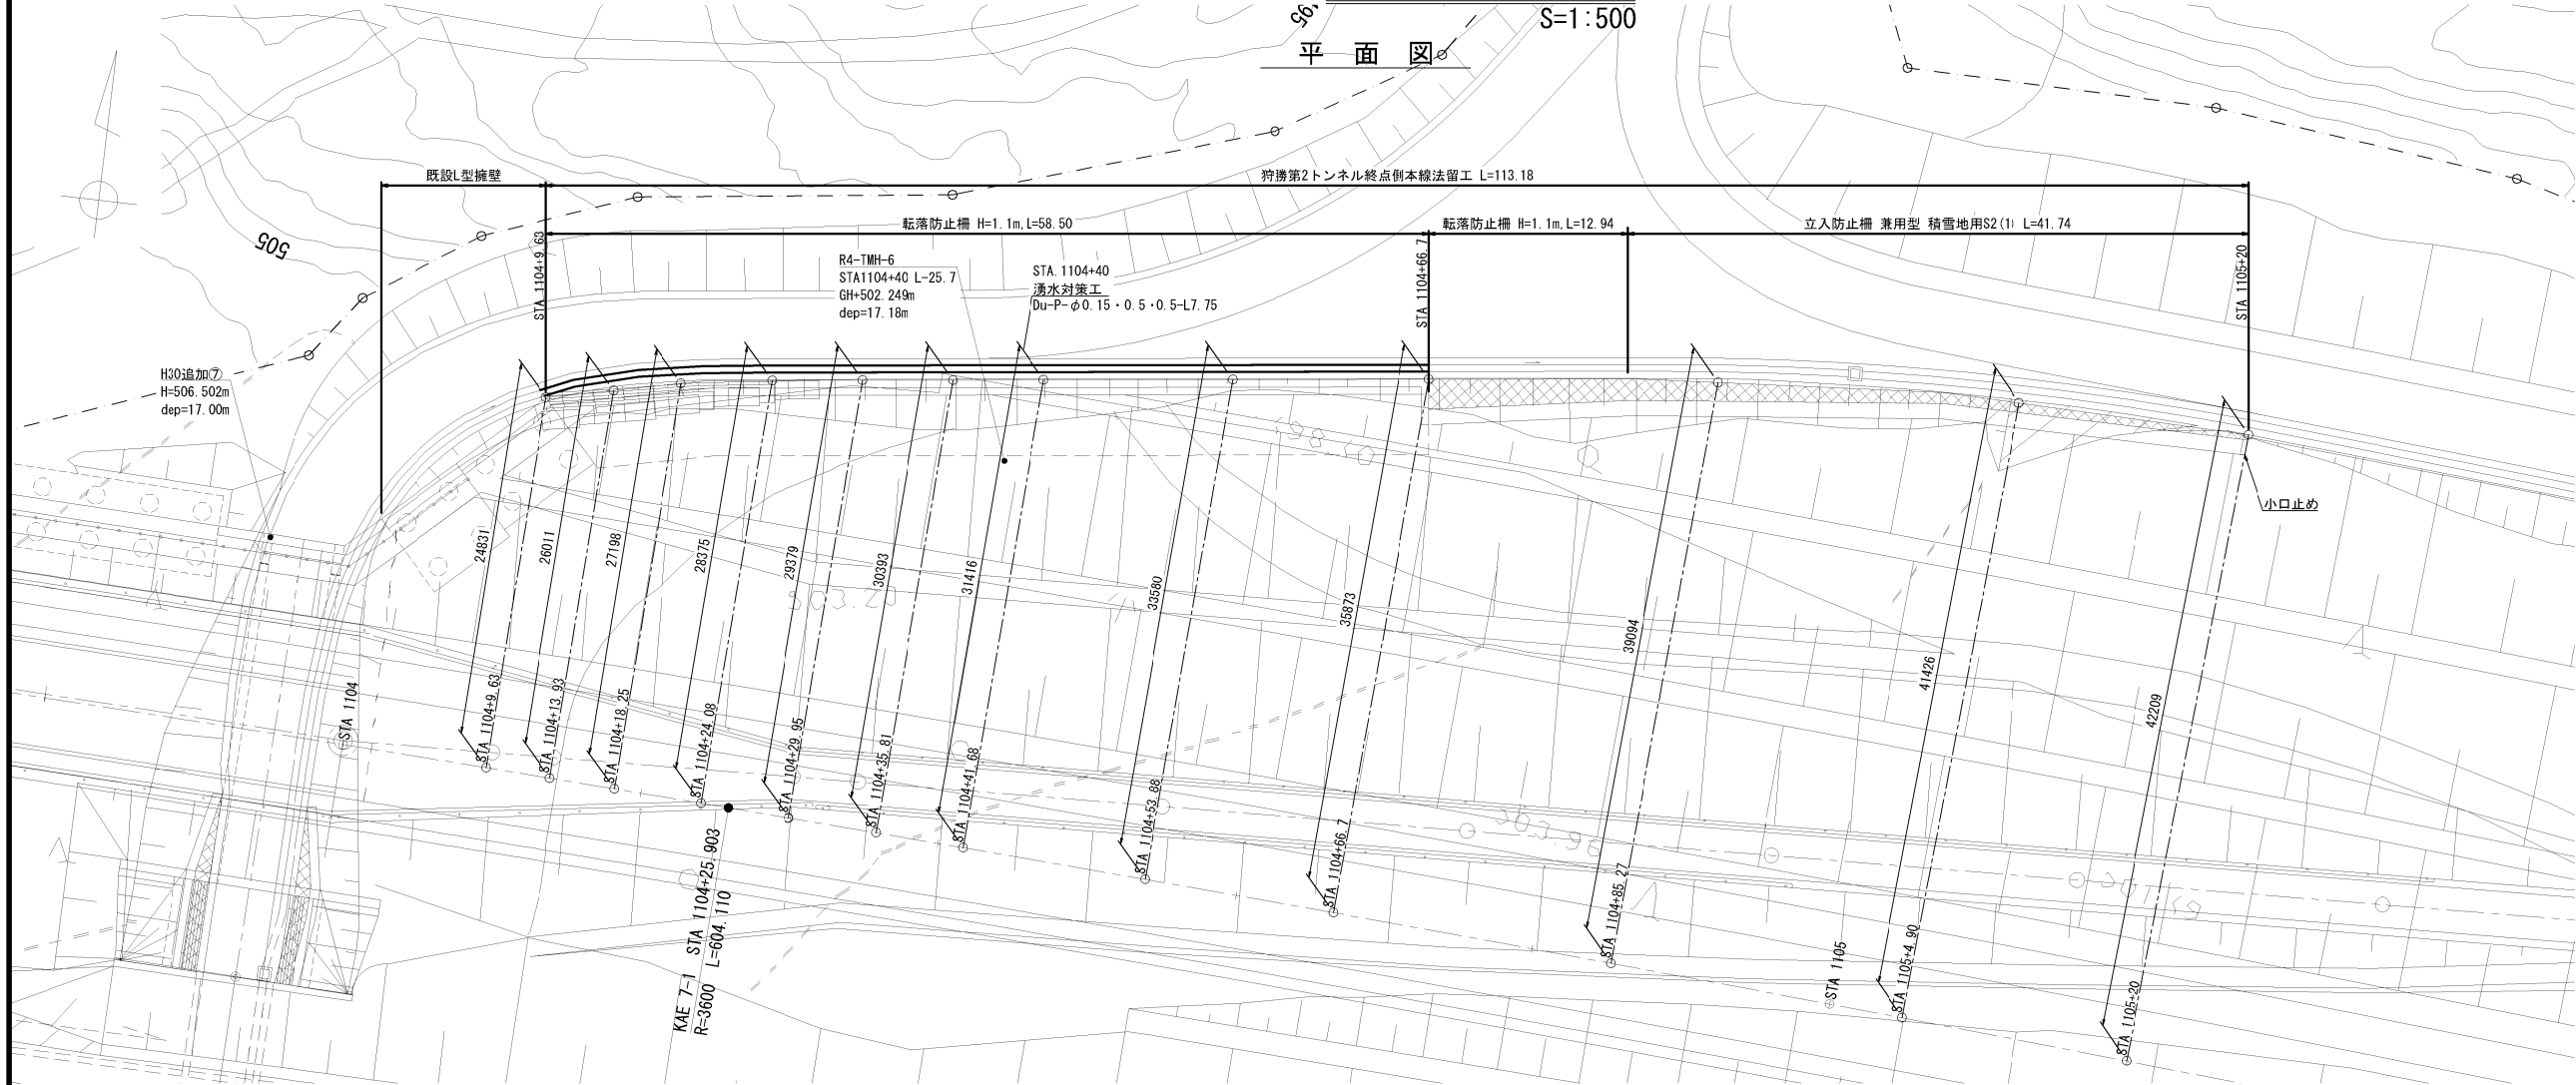 S=1:500
平 面 図
既設L型擁壁
狩勝第2トンネル終点側本線法留工 L=113.18
転落防止柵 H=1.1m,L=58.50
転落防止柵 H=1.1m,L=12.94
立入防止柵 兼用型 積雪地用S2(1) L=41.74
505
STA 1104+9.63
R4-TMH-6
STA1104+40 L-25.7
GH+502.249m
dep=17.18m
STA.1104+40
湧水対策工
Du-P-φ0.15・0.5・0.5-L7.75
STA 1104+66.7
STA 1105+20
H30追加⑦
H=506.502m
dep=17.00m
小口止め
24831
26011
27198
28375
29379
30393
31416
33580
35873
39094
41426
42209
STA 1104
STA 1104+9.63
STA 1104+13.93
STA 1104+18.25
STA 1104+24.08
STA 1104+29.95
STA 1104+35.81
STA 1104+41.68
STA 1104+53.88
STA 1104+66.7
STA 1104+85.27
STA 1105
STA 1105+4.90
STA 1105+20
KAE 7-1 STA 1104+25.903
R=3600 L=604.110